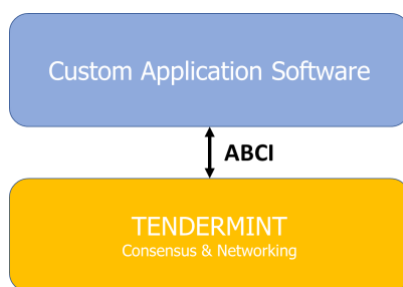 Custom Application Software
ABCI
TENDERMINT
Consensus & Networking